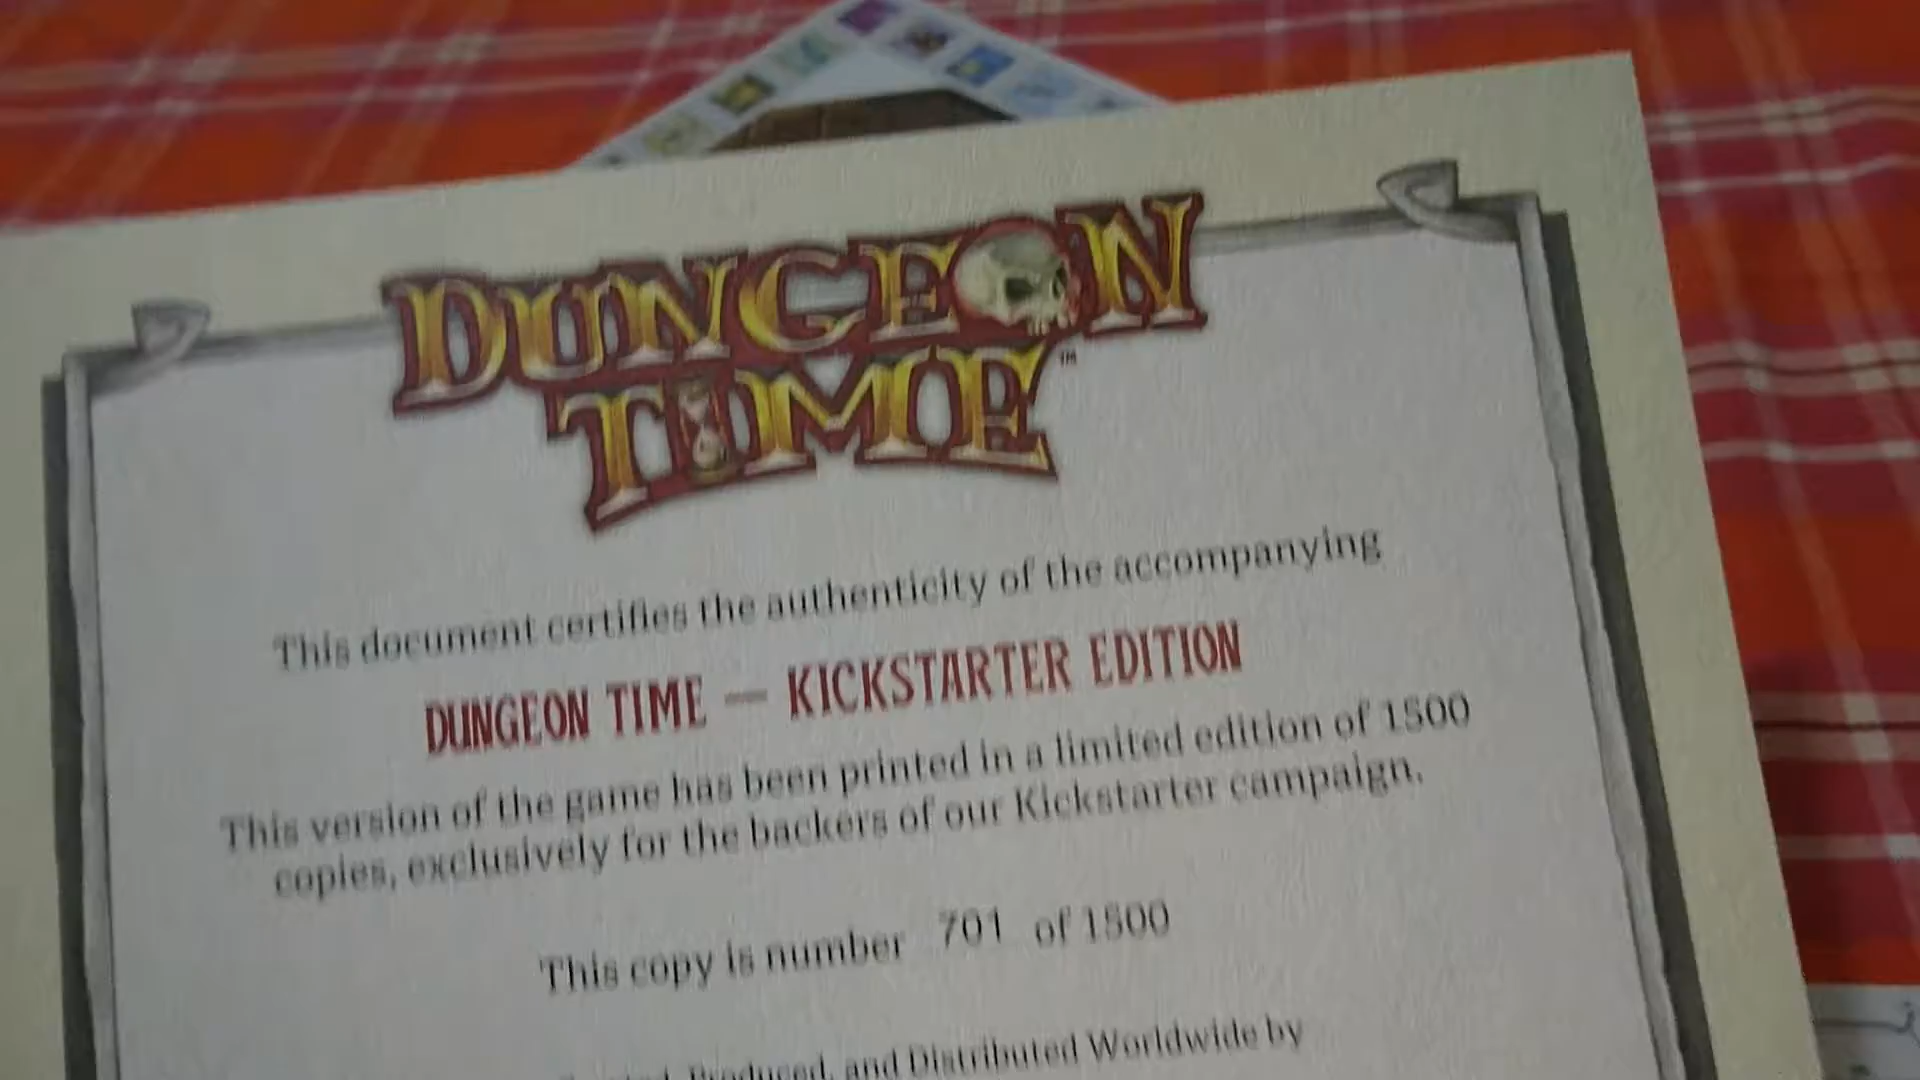 DUNGEON
TIME™
This document certifies the authenticity of the accompanying
DUNGEON TIME — KICKSTARTER EDITION
This version of the game has been printed in a limited edition of 1500
copies, exclusively for the backers of our Kickstarter campaign.
This copy is number 701 of 1500
Produced, and Distributed Worldwide by